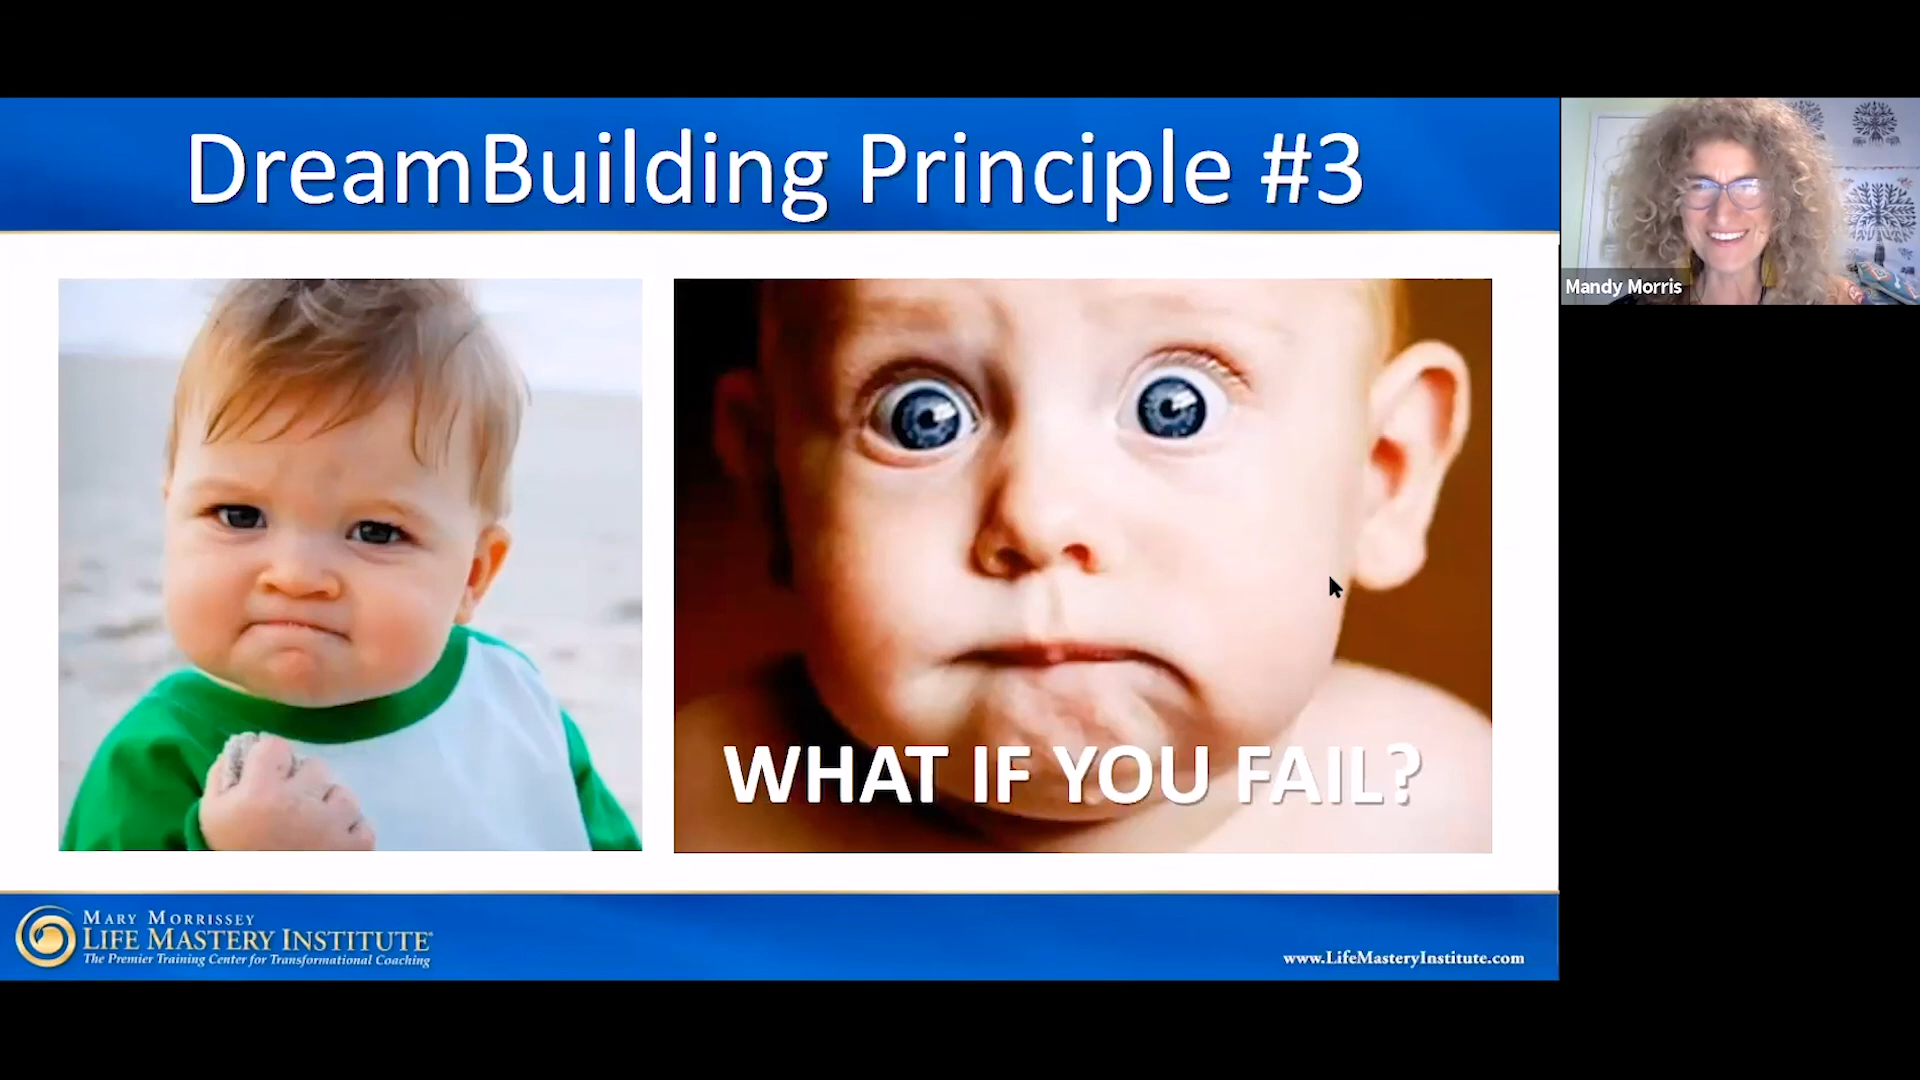 DreamBuilding Principle #3
Mandy Morris
WHAT IF YOU FAIL?
MARY MORRISSEY
LIFE MASTERY INSTITUTE®
The Premier Training Center for Transformational Coaching
www.LifeMasteryInstitute.com